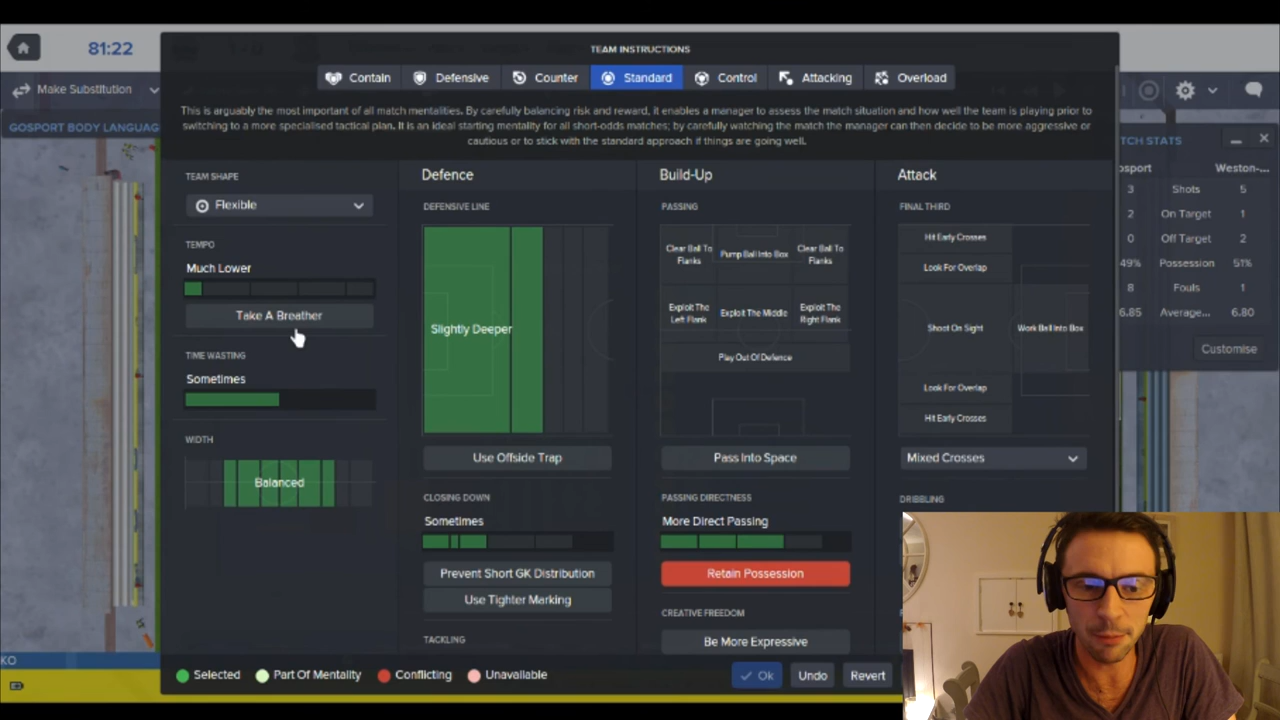 TEAM INSTRUCTIONS
81:22
Contain
Defensive
Counter
Standard
Control
Attacking
Overload
Make Substitution
This is arguably the most important of all match mentalities. By carefully balancing risk and reward, it enables a manager to assess the match situation and how well the team is playing prior to
switching to a more specialised tactical plan. It is an ideal starting mentality for all short-odds matches; by carefully watching the match the manager can then decide to be more aggressive or
cautious or to stick with the standard approach if things are going well.
GOSPORT BODY LANGUAG
TEAM SHAPE
Flexible
TEMPO
Much Lower
Take A Breather
TIME WASTING
Sometimes
WIDTH
Balanced
Defence
DEFENSIVE LINE
Slightly Deeper
Use Offside Trap
CLOSING DOWN
Sometimes
Prevent Short GK Distribution
Use Tighter Marking
TACKLING
Build-Up
PASSING
Clear Ball To
Flanks
Pump Ball Into Box
Clear Ball To
Flanks
Exploit The
Left Flank
Exploit The Middle
Exploit The
Right Flank
Play Out Of Defence
Pass Into Space
PASSING DIRECTNESS
More Direct Passing
Retain Possession
CREATIVE FREEDOM
Be More Expressive
Attack
FINAL THIRD
Hit Early Crosses
Look For Overlap
Shoot On Sight
Work Ball Into Box
Look For Overlap
Hit Early Crosses
Mixed Crosses
DRIBBLING
TCH STATS
osport
Weston-...
3 Shots 5
2 On Target 1
0 Off Target 2
49% Possession 51%
8 Fouls 1
6.85 Average... 6.80
Customise
KO
Selected
Part Of Mentality
Conflicting
Unavailable
Ok
Undo
Revert